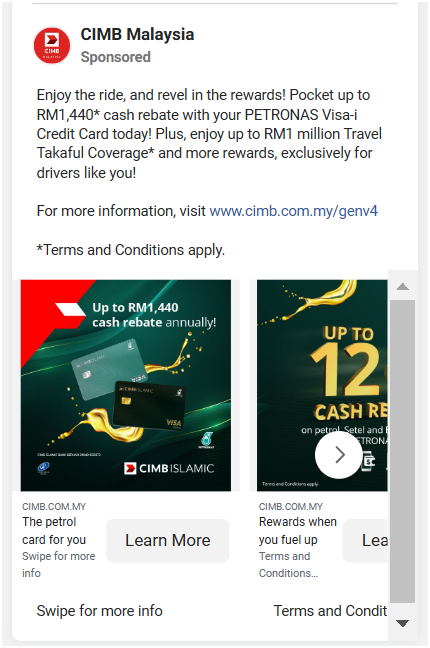 CIMB Malaysia
Sponsored
Enjoy the ride, and revel in the rewards! Pocket up to
RM1,440* cash rebate with your PETRONAS Visa-i
Credit Card today! Plus, enjoy up to RM1 million Travel
Takaful Coverage* and more rewards, exclusively for
drivers like you!
For more information, visit www.cimb.com.my/genv4
*Terms and Conditions apply.
Up to RM1,440
cash rebate annually!
CIMB ISLAMIC
VISA
PETRONAS
CIMB ISLAMIC
UP TO
12
CASH RE
on petrol, Setel and
Terms and Conditions apply.
CIMB.COM.MY
The petrol
card for you
Swipe for more
info
Learn More
CIMB.COM.MY
Rewards when
you fuel up
Terms and
Conditions...
Lea
Swipe for more info
Terms and Condit